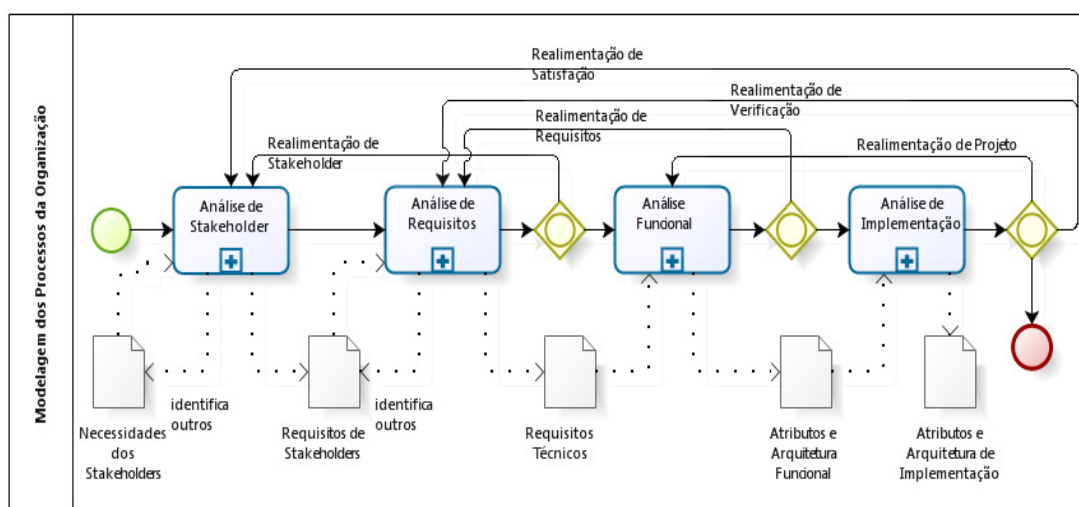 Modelagem dos Processos da Organização
Realimentação de
Satisfação
Realimentação de
Verificação
Realimentação de
Requisitos
Realimentação de
Stakeholder
Realimentação de Projeto
Análise de
Stakeholder
Análise de
Requisitos
Análise
Funcional
Análise de
Implementação
identifica
outros
identifica
outros
Necessidades
dos
Stakeholders
Requisitos de
Stakeholders
Requisitos
Técnicos
Atributos e
Arquitetura
Funcional
Atributos e
Arquitetura de
Implementação